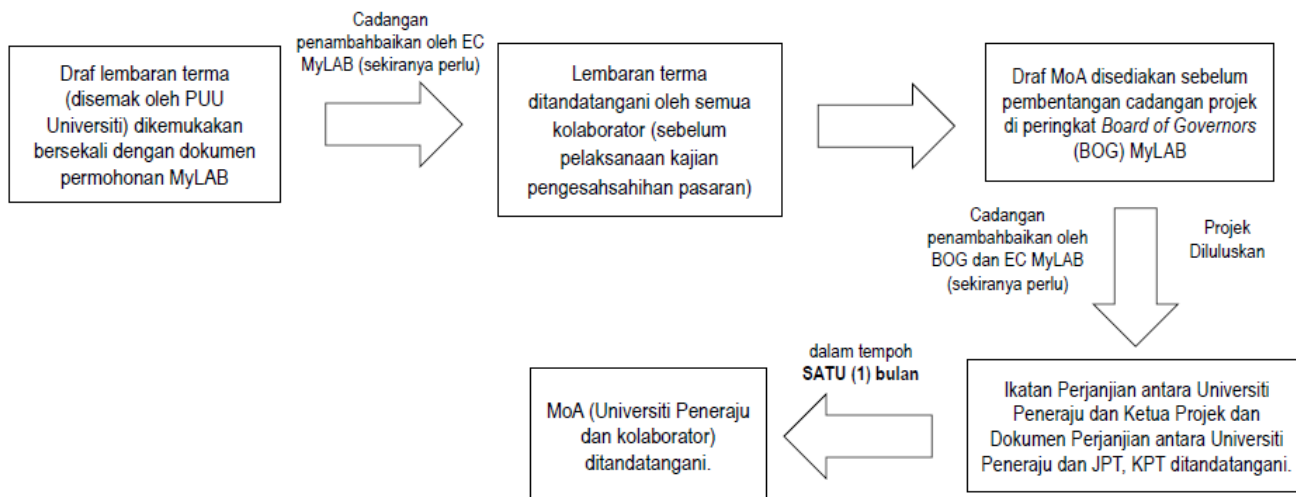 Draf lembaran terma
(disemak oleh PUU
Universiti) dikemukakan
bersekali dengan dokumen
permohonan MyLAB
Cadangan
penambahbaikan oleh EC
MyLAB (sekiranya perlu)
Lembaran terma
ditandatangani oleh semua
kolaborator (sebelum
pelaksanaan kajian
pengesahsahihan pasaran)
Draf MoA disediakan sebelum
pembentangan cadangan projek
di peringkat Board of Governors
(BOG) MyLAB
Cadangan
penambahbaikan oleh
BOG dan EC MyLAB
(sekiranya perlu)
Projek
Diluluskan
Ikatan Perjanjian antara Universiti
Peneraju dan Ketua Projek dan
Dokumen Perjanjian antara Universiti
Peneraju dan JPT, KPT ditandatangani.
dalam tempoh
SATU (1) bulan
MoA (Universiti Peneraju
dan kolaborator)
ditandatangani.